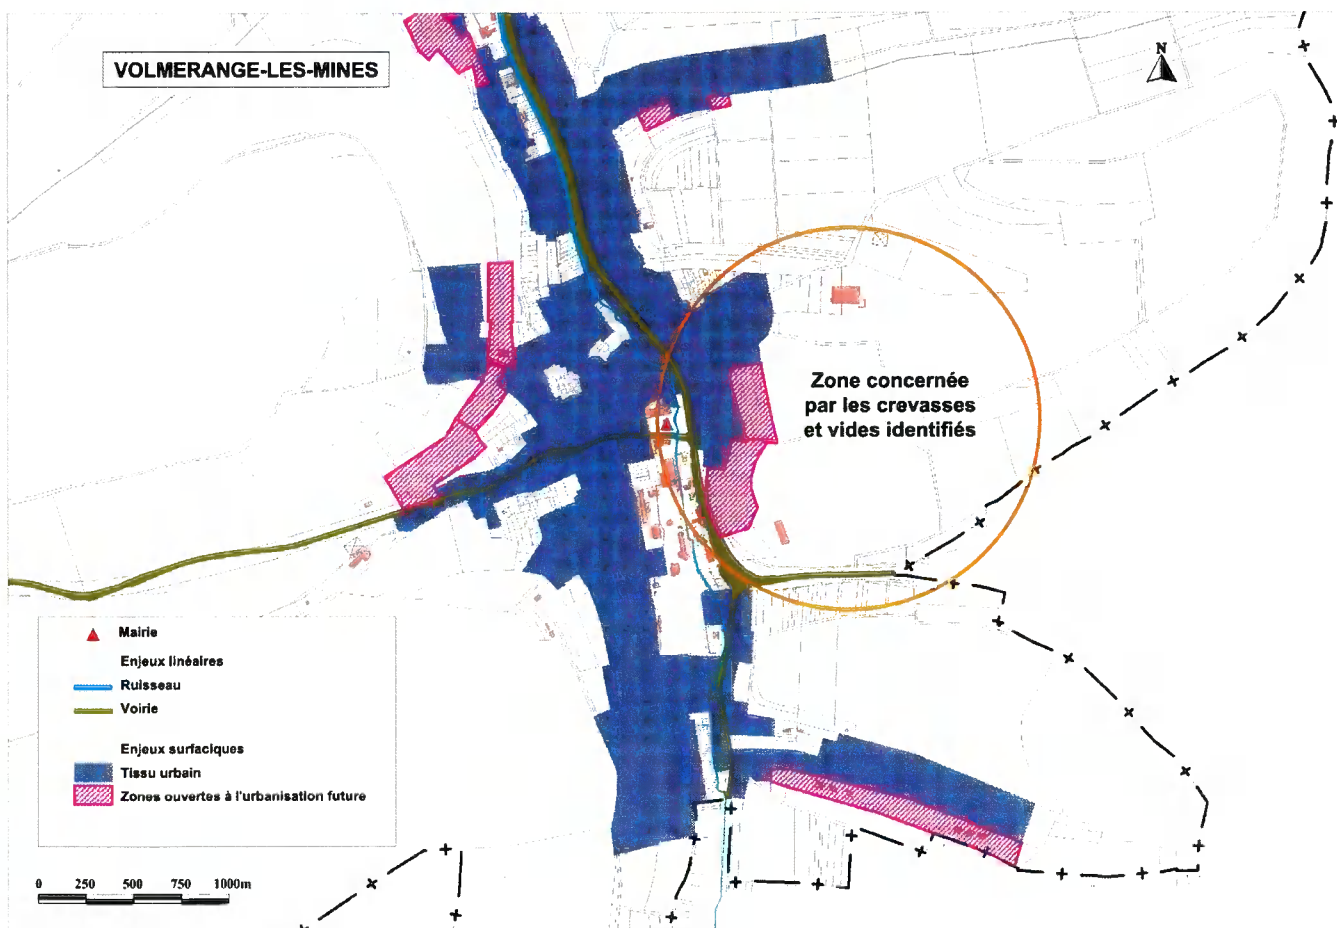 VOLMERANGE-LES-MINES
N
Zone concernée
par les crevasses
et vides identifiés
Mairie
Enjeux linéaires
Ruisseau
Voirie
Enjeux surfaciques
Tissu urbain
Zones ouvertes à l'urbanisation future
0 250 500 750 1000m